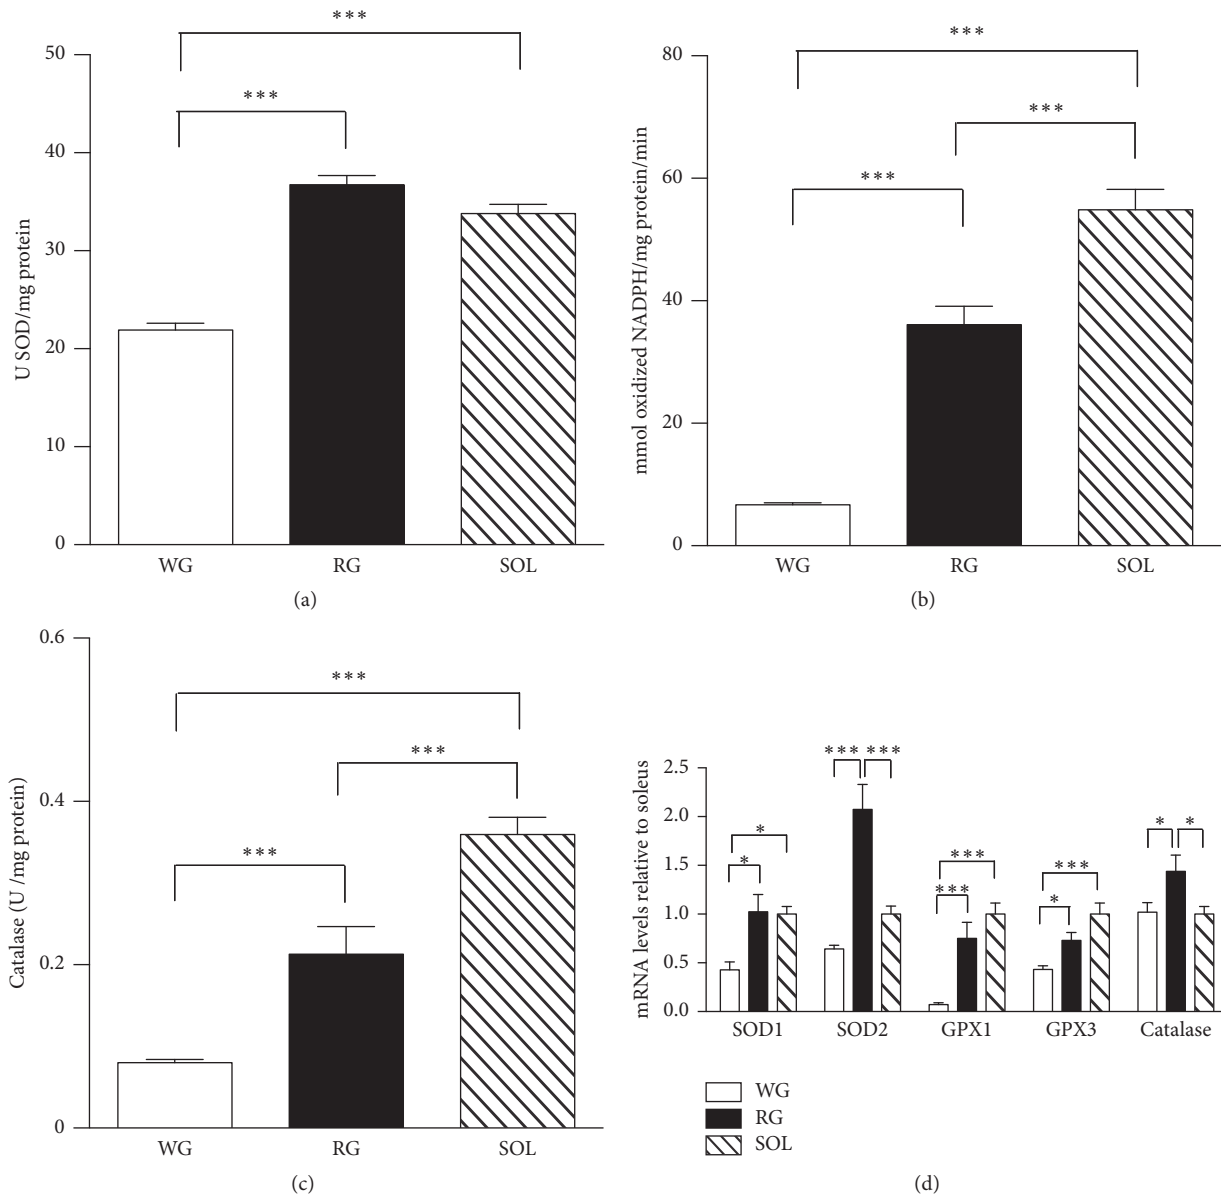 ***
***
50
40
30
20
10
0
U SOD/mg protein
WG RG SOL
(a)
***
***
***
80
60
40
20
0
mmol oxidized NADPH/mg protein/min
WG RG SOL
(b)
***
***
***
0.6
0.4
0.2
0
Catalase (U /mg protein)
WG RG SOL
(c)
*** ***
*
*
***
***
***
*
* *
2.5
2.0
1.5
1.0
0.5
0.0
mRNA levels relative to soleus
SOD1 SOD2 GPX1 GPX3 Catalase
WG
RG
SOL
(d)